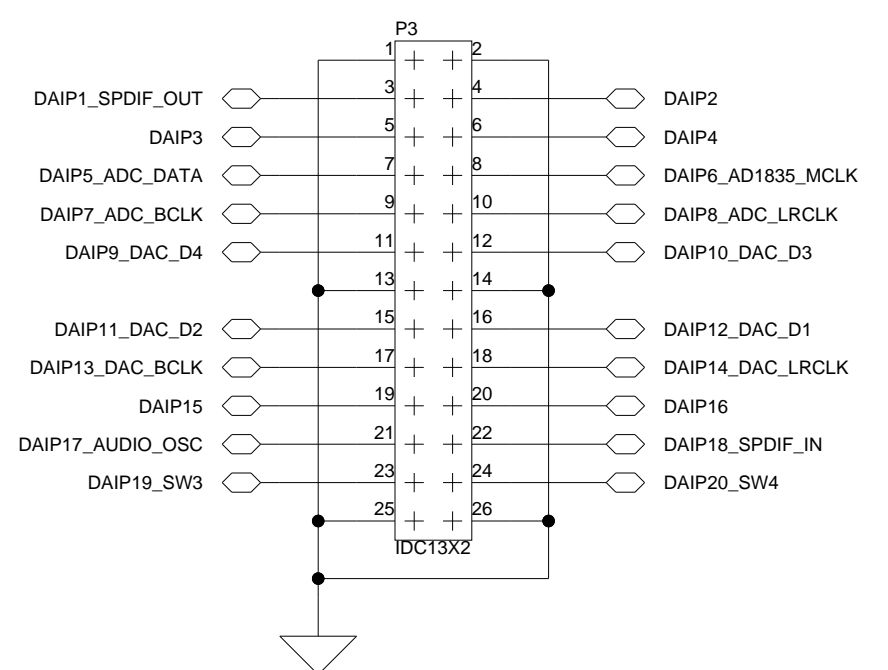 P3
1 2
DAIP1_SPDIF_OUT 3 4 DAIP2
DAIP3 5 6 DAIP4
DAIP5_ADC_DATA 7 8 DAIP6_AD1835_MCLK
DAIP7_ADC_BCLK 9 10 DAIP8_ADC_LRCLK
DAIP9_DAC_D4 11 12 DAIP10_DAC_D3
13 14
DAIP11_DAC_D2 15 16 DAIP12_DAC_D1
DAIP13_DAC_BCLK 17 18 DAIP14_DAC_LRCLK
DAIP15 19 20 DAIP16
DAIP17_AUDIO_OSC 21 22 DAIP18_SPDIF_IN
DAIP19_SW3 23 24 DAIP20_SW4
25 26
IDC13X2